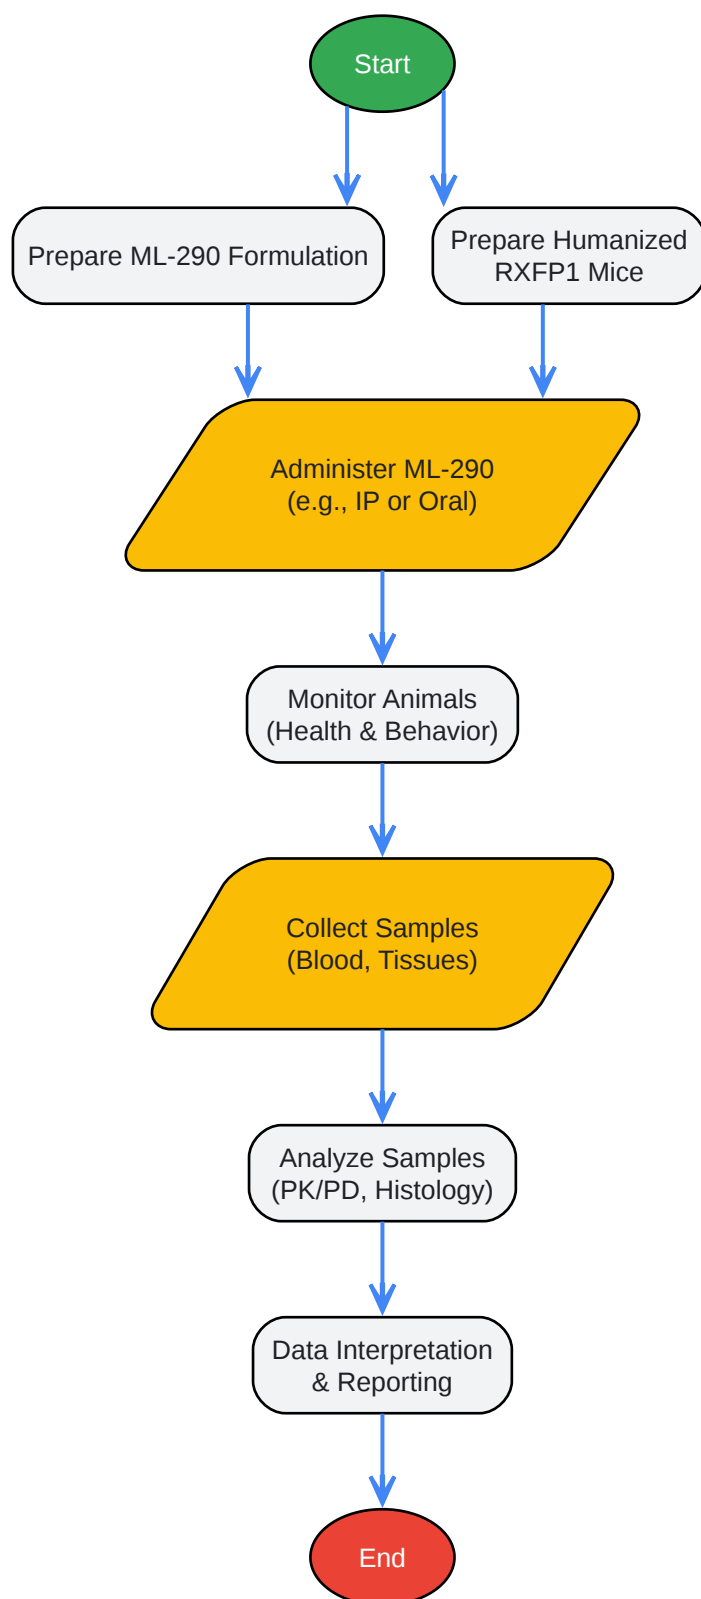 Start
Prepare ML-290 Formulation
Prepare Humanized
RXFP1 Mice
Administer ML-290
(e.g., IP or Oral)
Monitor Animals
(Health & Behavior)
Collect Samples
(Blood, Tissues)
Analyze Samples
(PK/PD, Histology)
Data Interpretation
& Reporting
End